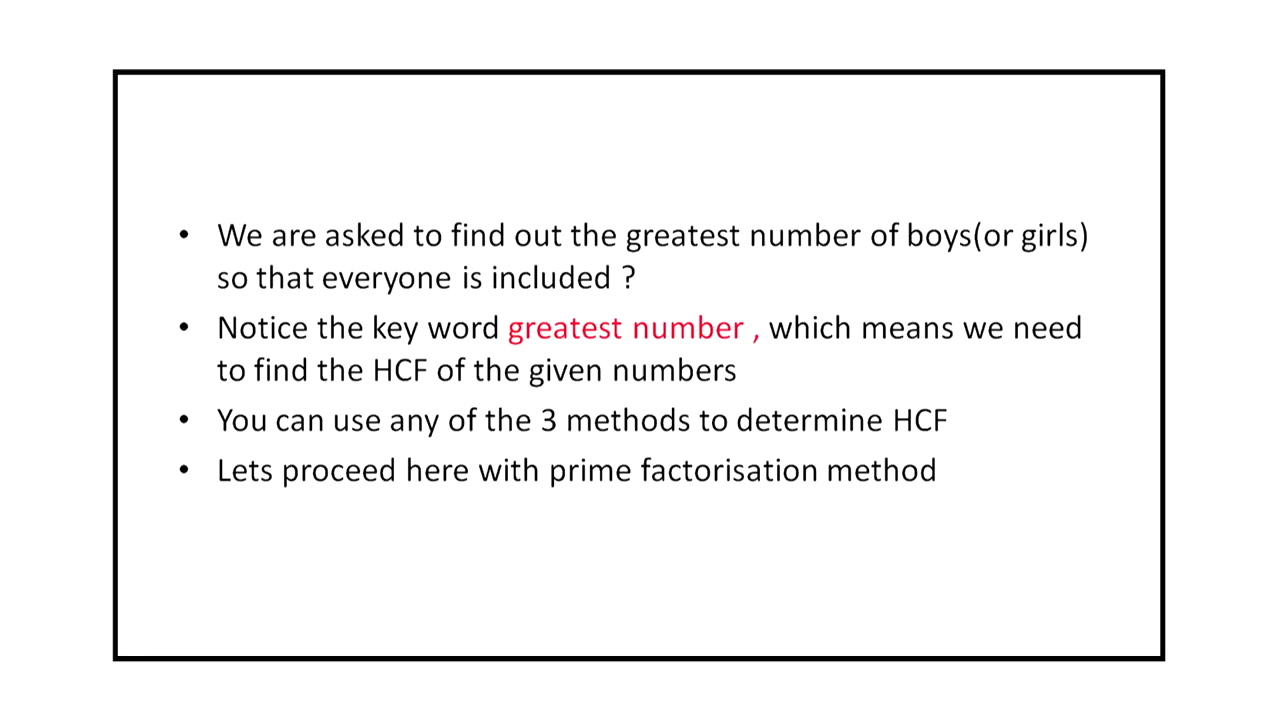 • We are asked to find out the greatest number of boys(or girls)
so that everyone is included ?
• Notice the key word greatest number , which means we need
to find the HCF of the given numbers
• You can use any of the 3 methods to determine HCF
• Lets proceed here with prime factorisation method